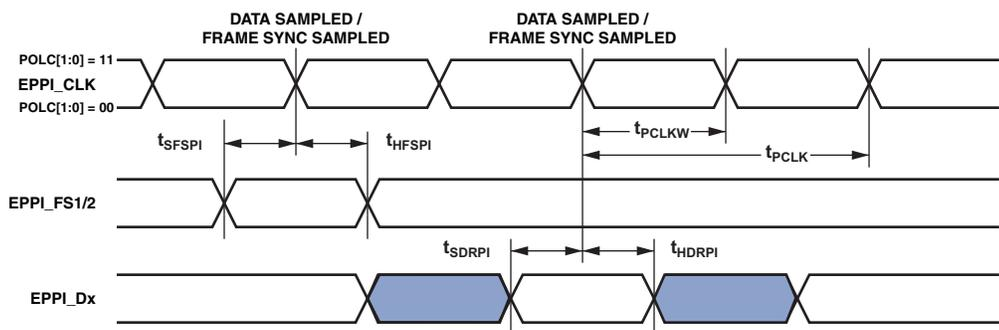 DATA SAMPLED /
FRAME SYNC SAMPLED
DATA SAMPLED /
FRAME SYNC SAMPLED
POLC[1:0] = 11
EPPI_CLK
POLC[1:0] = 00
tPCLKW
tSFSPI
tHFSPI
tPCLK
EPPI_FS1/2
tSDRPI
tHDRPI
EPPI_Dx